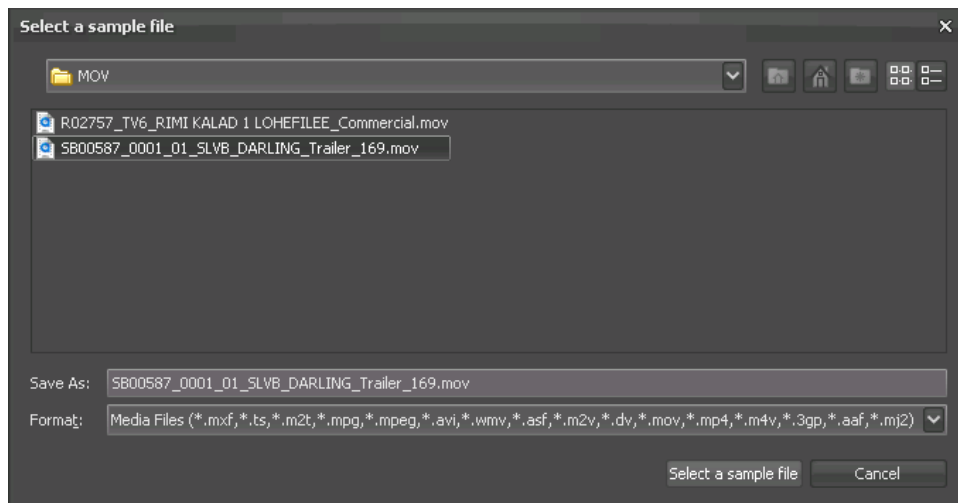 Select a sample file
MOV
R02757_TV6_RIMI KALAD 1 LOHEFILEE_Commercial.mov
SB00587_0001_01_SLVB_DARLING_Trailer_169.mov
Save As: SB00587_0001_01_SLVB_DARLING_Trailer_169.mov
Format: Media Files (*.mxf,*.ts,*.m2t,*.mpg,*.mpeg,*.avi,*.wmv,*.asf,*.m2v,*.dv,*.mov,*.mp4,*.m4v,*.3gp,*.aaf,*.mj2)
Select a sample file Cancel